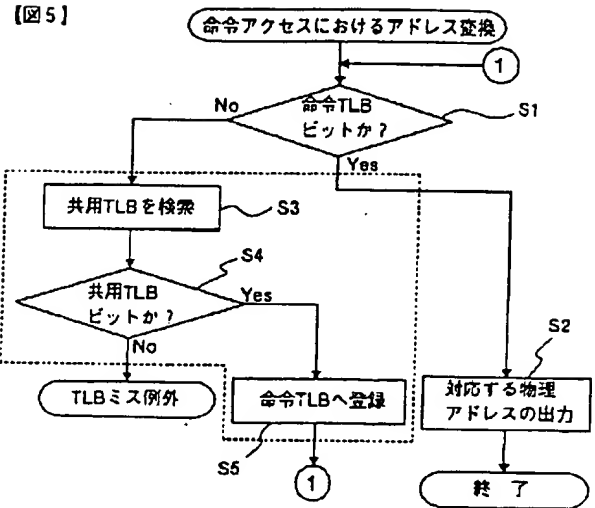 【図5】
命令アクセスにおけるアドレス変換
1
命令TLB
ヒットか？
S1
No
Yes
共用TLBを検索
S3
共用TLB
ヒットか？
S4
Yes
No
TLBミス例外
命令TLBへ登録
S5
1
S2
対応する物理
アドレスの出力
終了